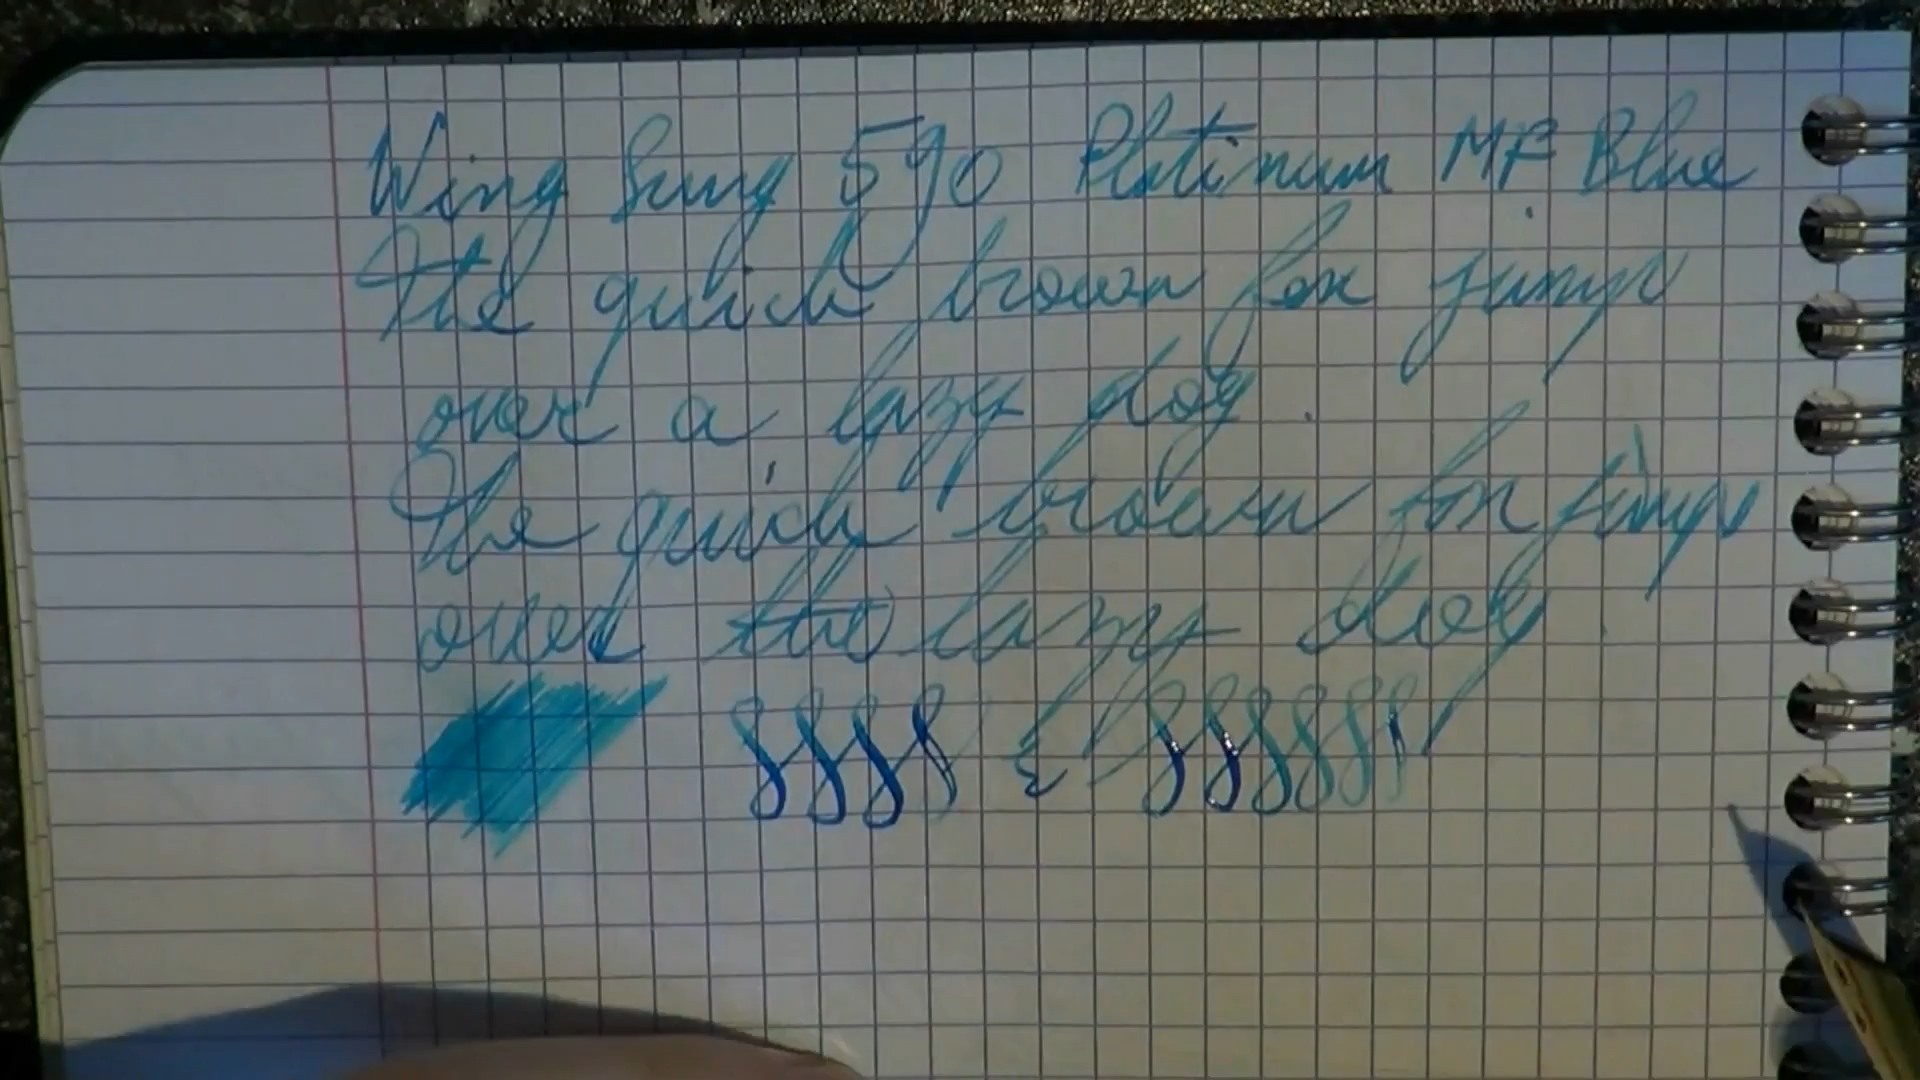 Wing Sung 590 Platinum MF Blue
The quick brown fox jumps
over a lazy dog.
The quick brown fox jumps
over the lazy dog